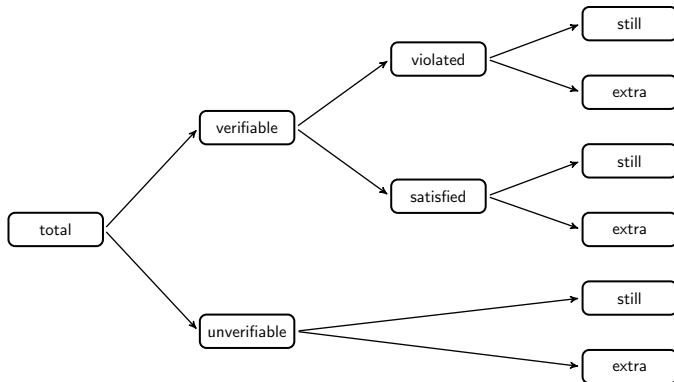 still
violated
extra
verifiable
still
satisfied
extra
total
still
unverifiable
extra